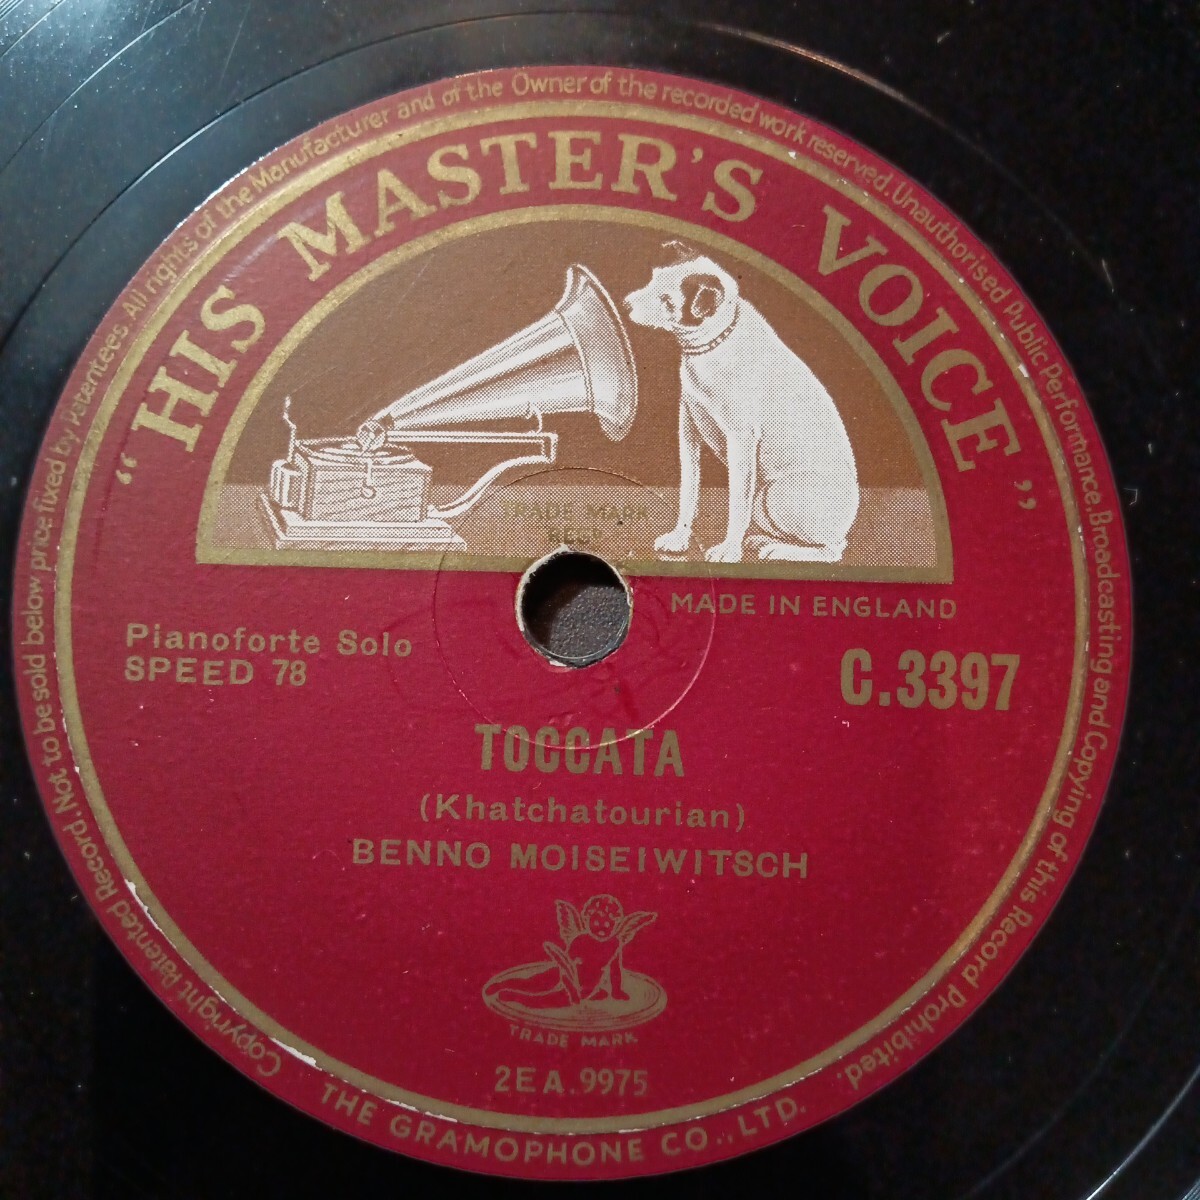 Copyright Patented Record. Not to be sold below price fixed by Patentees. All rights of the Manufacturer and of the Owner of the recorded work reserved. Unauthorised Public Performance, Broadcasting and Copying of this Record Prohibited.
"HIS MASTER'S VOICE"
TRADE MARK
REGD
MADE IN ENGLAND
Pianoforte Solo
SPEED 78
C.3397
TOCCATA
(Khatchatourian)
BENNO MOISEIWITSCH
TRADE MARK
2EA.9975
THE GRAMOPHONE CO., LTD.